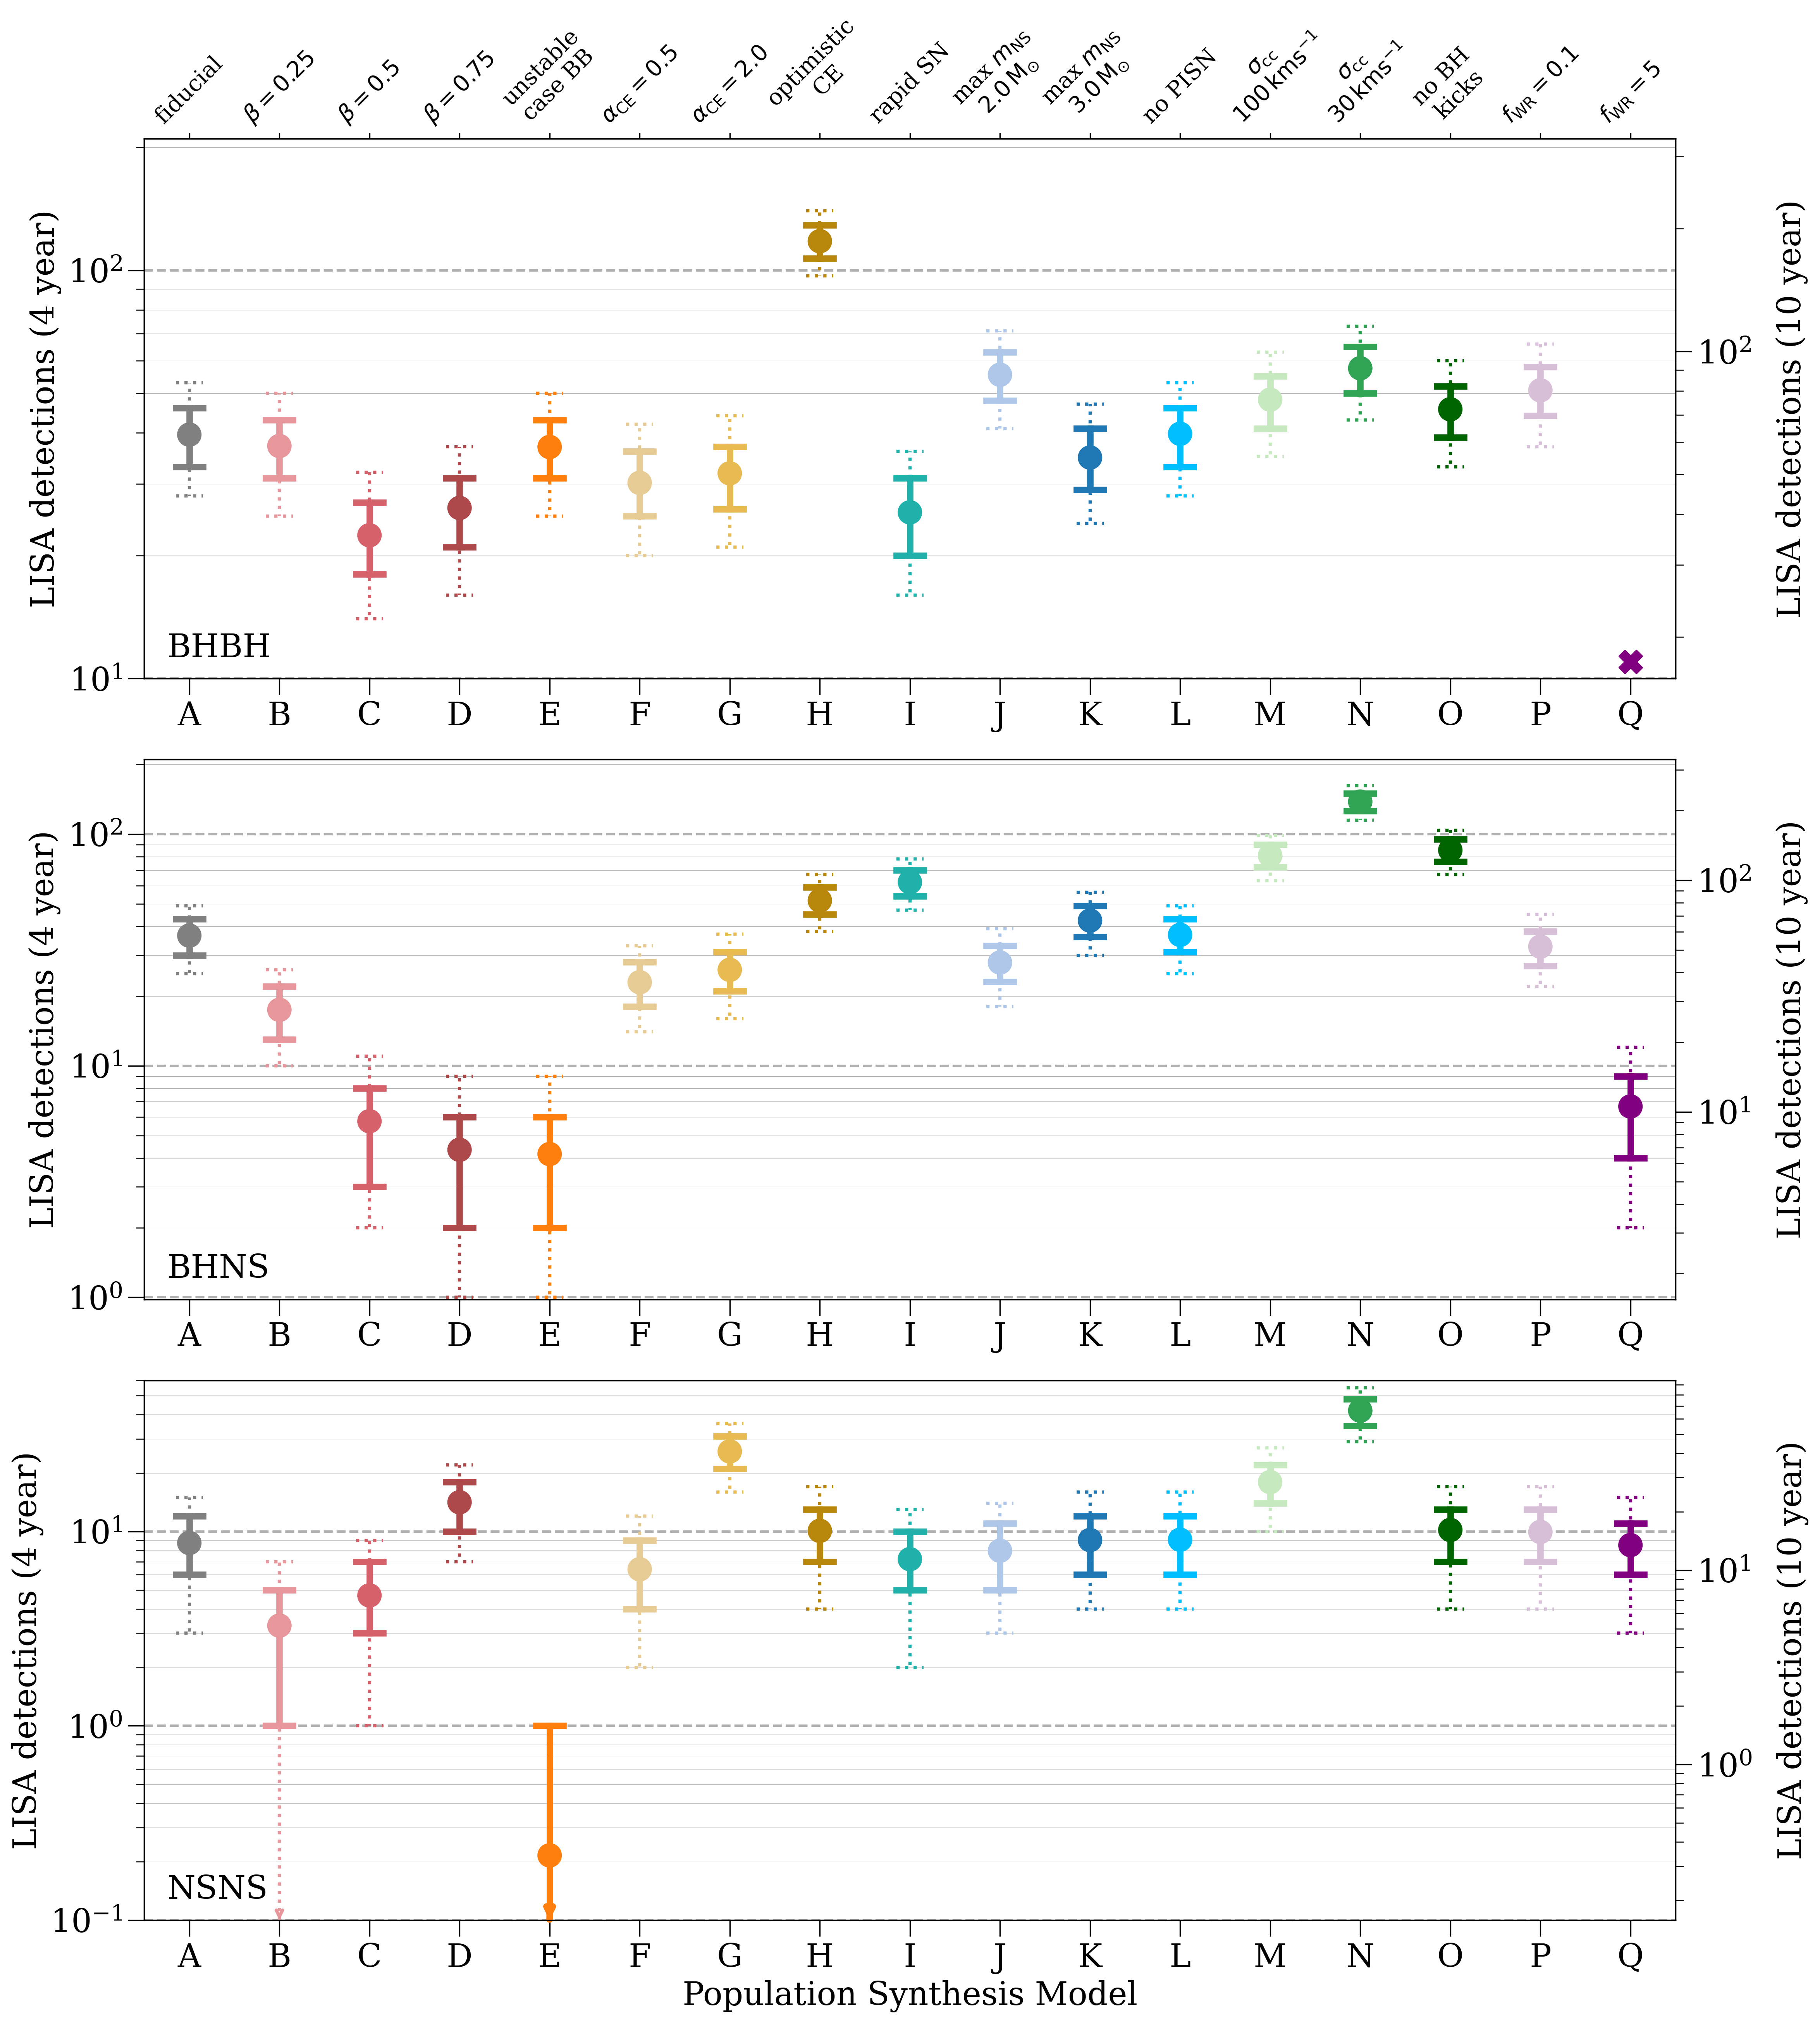 fiducial
β = 0.25
β = 0.5
β = 0.75
unstable
case BB
α_CE = 0.5
α_CE = 2.0
optimistic
CE
rapid SN
max m_NS
2.0 M_⊙
max m_NS
3.0 M_⊙
no PISN
σ_cc
100 kms^−1
σ_cc
30 kms^−1
no BH
kicks
f_WR = 0.1
f_WR = 5
LISA detections (4 year)
10^2
10^1
BHBH
10^2
LISA detections (10 year)
A B C D E F G H I J K L M N O P Q
LISA detections (4 year)
10^2
10^1
10^0
BHNS
10^2
10^1
LISA detections (10 year)
A B C D E F G H I J K L M N O P Q
LISA detections (4 year)
10^1
10^0
10^−1
NSNS
10^1
10^0
LISA detections (10 year)
A B C D E F G H I J K L M N O P Q
Population Synthesis Model